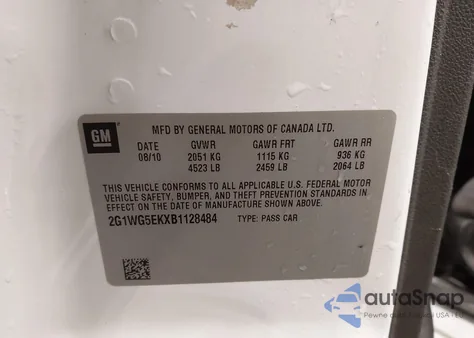 GM
MFD BY GENERAL MOTORS OF CANADA LTD.
DATE GVWR GAWR FRT GAWR RR
08/10 2051 KG 1115 KG 936 KG
4523 LB 2459 LB 2064 LB
THIS VEHICLE CONFORMS TO ALL APPLICABLE U.S. FEDERAL MOTOR
VEHICLE SAFETY, BUMPER, AND THEFT PREVENTION STANDARDS
IN EFFECT ON THE DATE OF MANUFACTURE SHOWN ABOVE.
2G1WG5EKXB1128484 TYPE: PASS CAR
autoSnap
Pewne auta z USA